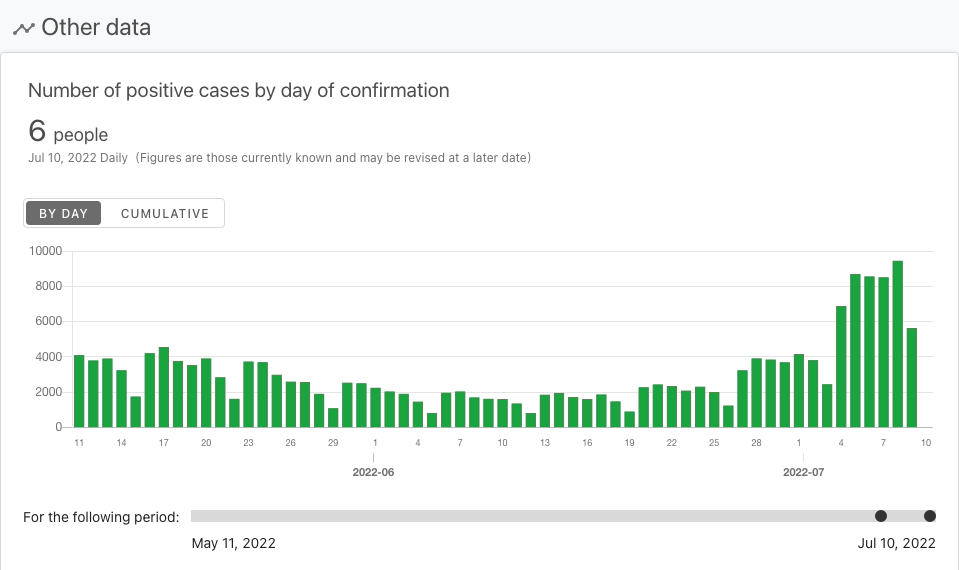 Other data
Number of positive cases by day of confirmation
6 people
Jul 10, 2022 Daily (Figures are those currently known and may be revised at a later date)
BY DAY CUMULATIVE
10000
8000
6000
4000
2000
0
11 14 17 20 23 26 29 1 4 7 10 13 16 19 22 25 28 1 4 7 10
2022-06 2022-07
For the following period:
May 11, 2022 Jul 10, 2022